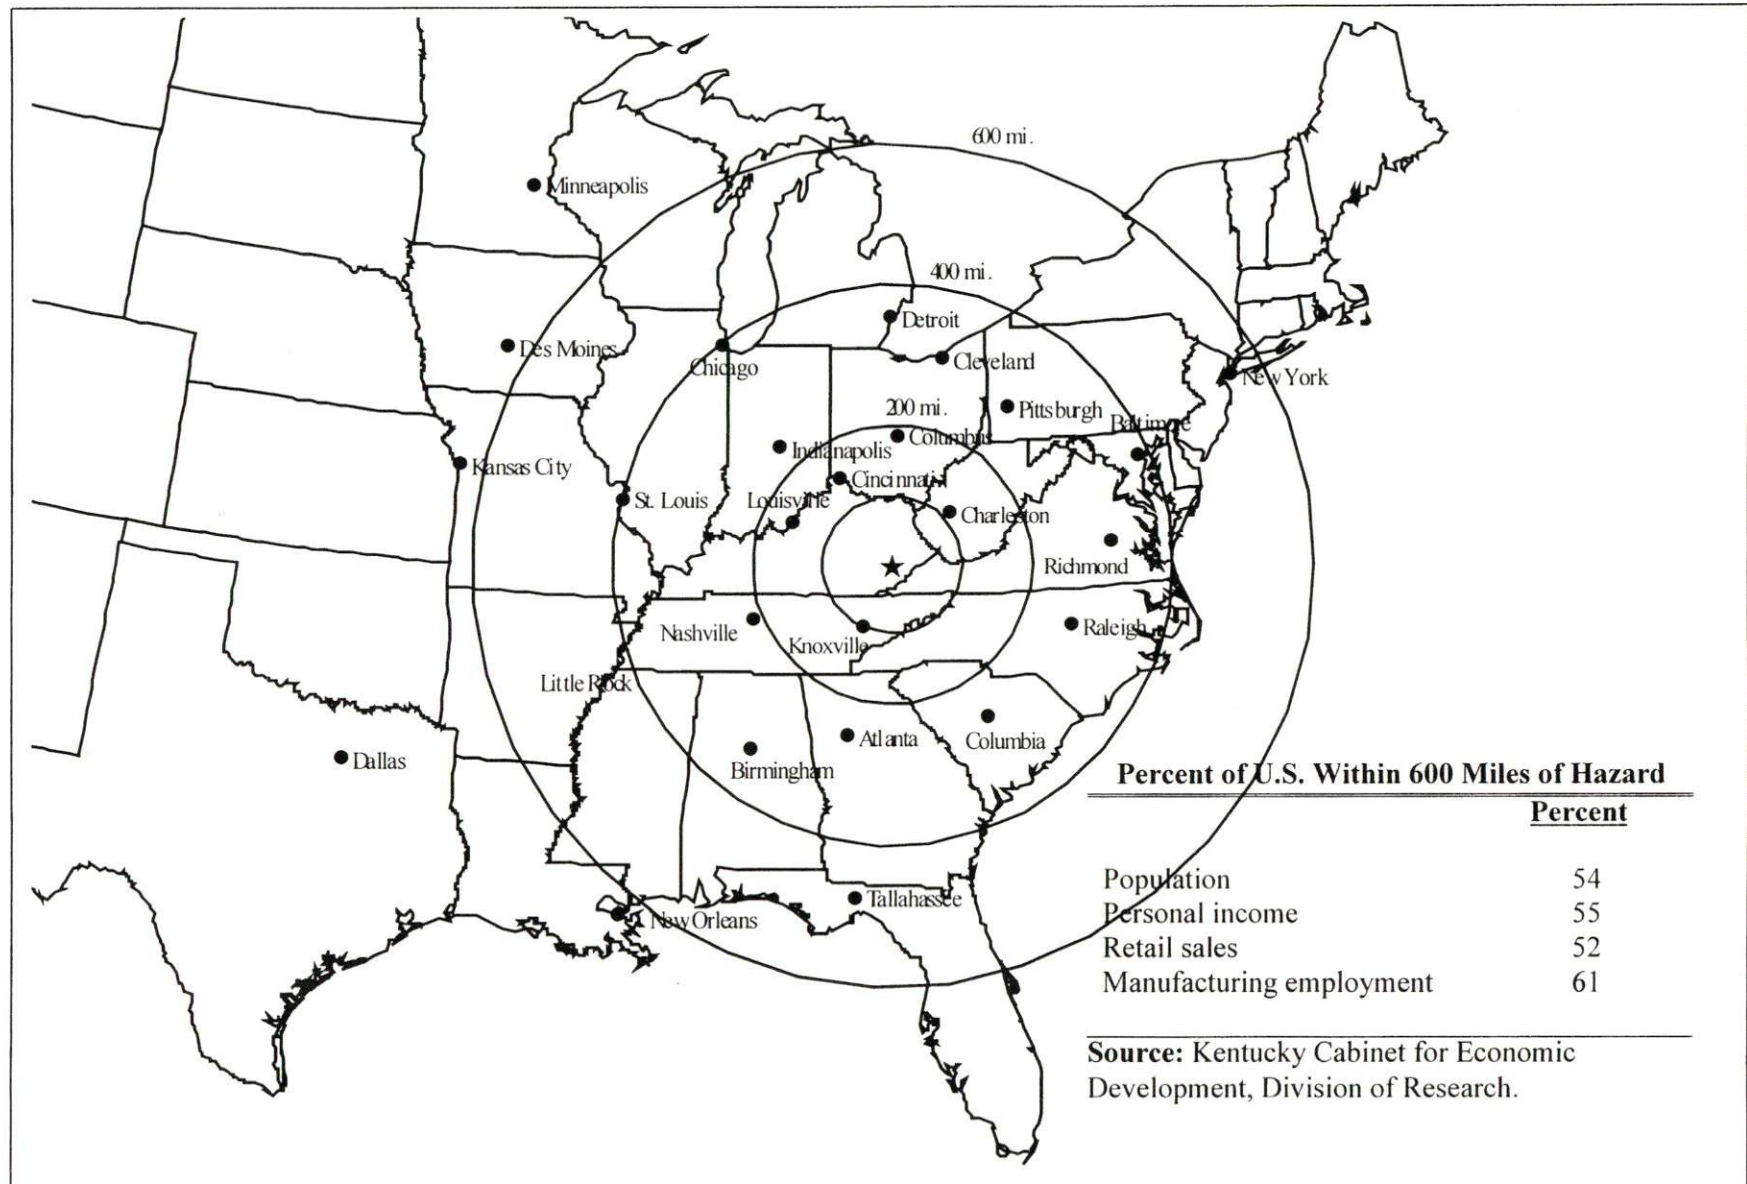 600 mi.
Minneapolis
400 mi.
Detroit
Des Moines
Chicago
Cleveland
New York
200 mi.
Pittsburgh
Baltimore
Columbus
Indianapolis
Kansas City
Cincinnati
St. Louis
Louisville
Charleston
Richmond
Nashville
Knoxville
Raleigh
Little Rock
Atlanta
Columbia
Dallas
Birmingham
Tallahassee
New Orleans
Percent of U.S. Within 600 Miles of Hazard
Percent
Population 54
Personal income 55
Retail sales 52
Manufacturing employment 61
Source: Kentucky Cabinet for Economic
Development, Division of Research.